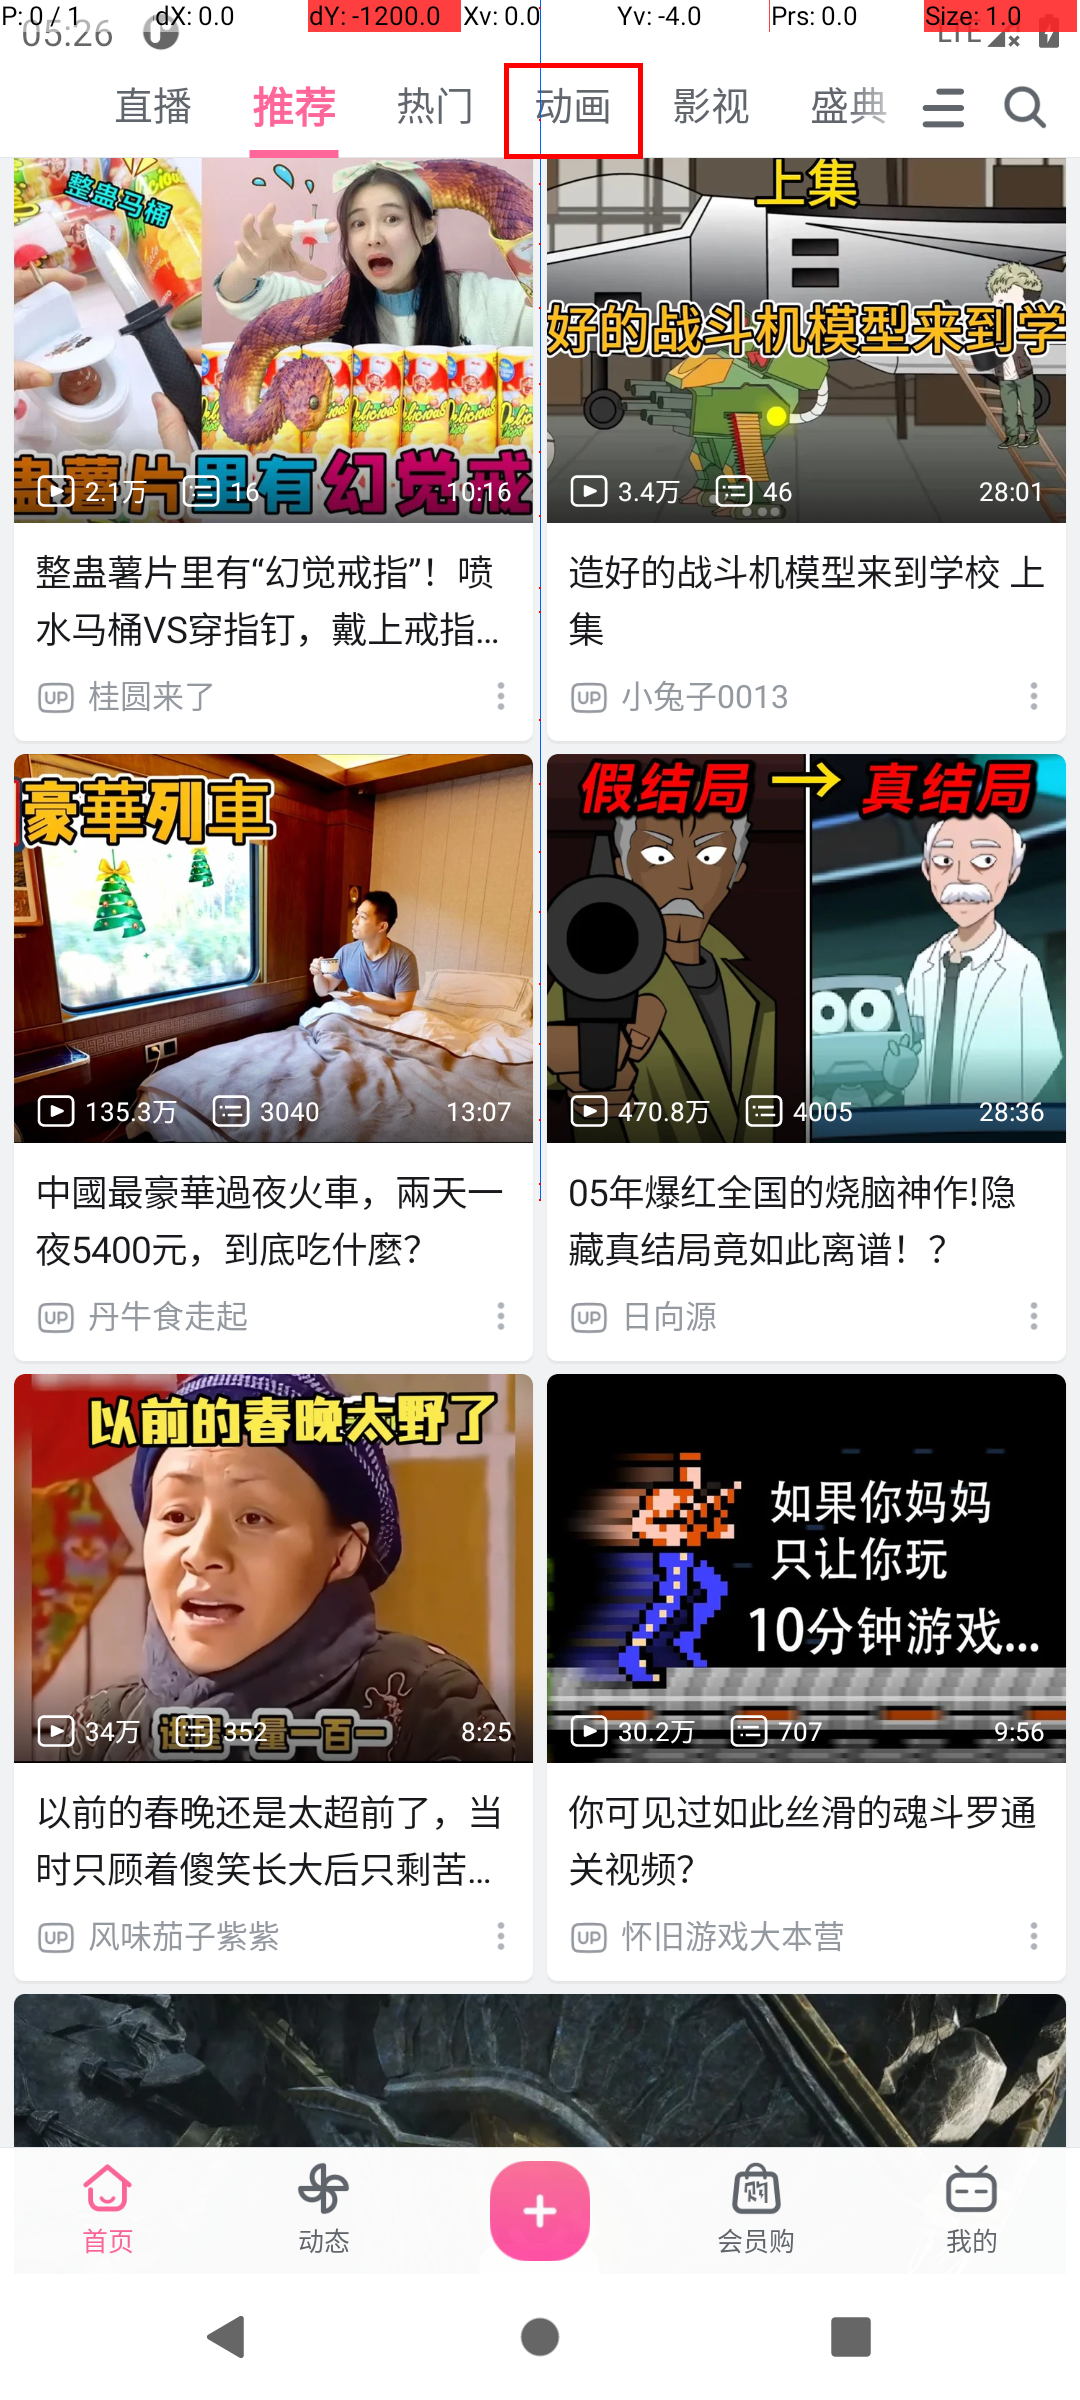 P: 0 / 1 dX: 0.0 dY: -1200.0 Xv: 0.0 Yv: -4.0 Prs: 0.0 Size: 1.0
05:26 LTE
直播 推荐 热门 动画 影视 盛典
整蛊马桶
蛊薯片里有幻觉戒
2.1万 16 10:16
整蛊薯片里有“幻觉戒指”！喷
水马桶VS穿指钉，戴上戒指...
UP 桂圆来了
上集
好的战斗机模型来到学
3.4万 46 28:01
造好的战斗机模型来到学校 上
集
UP 小兔子0013
豪華列車
135.3万 3040 13:07
中國最豪華過夜火車，兩天一
夜5400元，到底吃什麼？
UP 丹牛食走起
假结局 → 真结局
470.8万 4005 28:36
05年爆红全国的烧脑神作!隐
藏真结局竟如此离谱！？
UP 日向源
以前的春晚太野了
34万 352 8:25
以前的春晚还是太超前了，当
时只顾着傻笑长大后只剩苦...
UP 风味茄子紫紫
如果你妈妈
只让你玩
10分钟游戏...
30.2万 707 9:56
你可见过如此丝滑的魂斗罗通
关视频？
UP 怀旧游戏大本营
首页 动态 会员购 我的